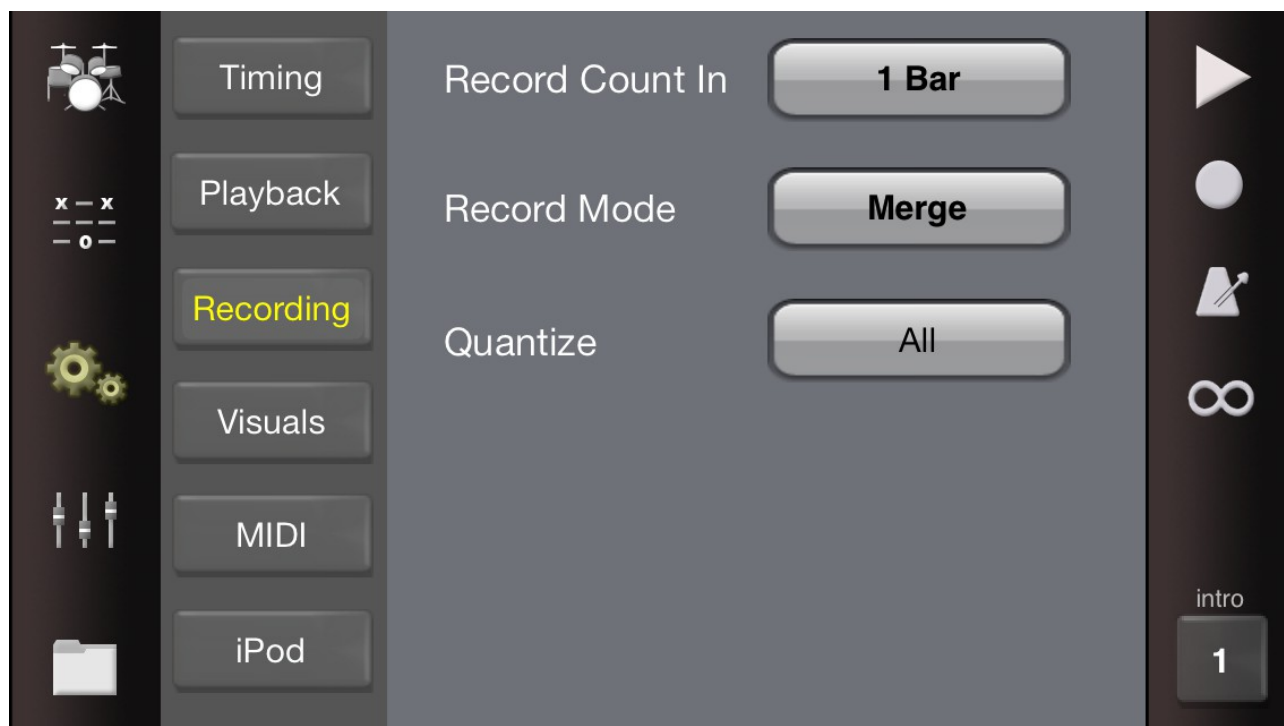 Timing
Playback
Recording
Visuals
MIDI
iPod
Record Count In
1 Bar
Record Mode
Merge
Quantize
All
intro
1